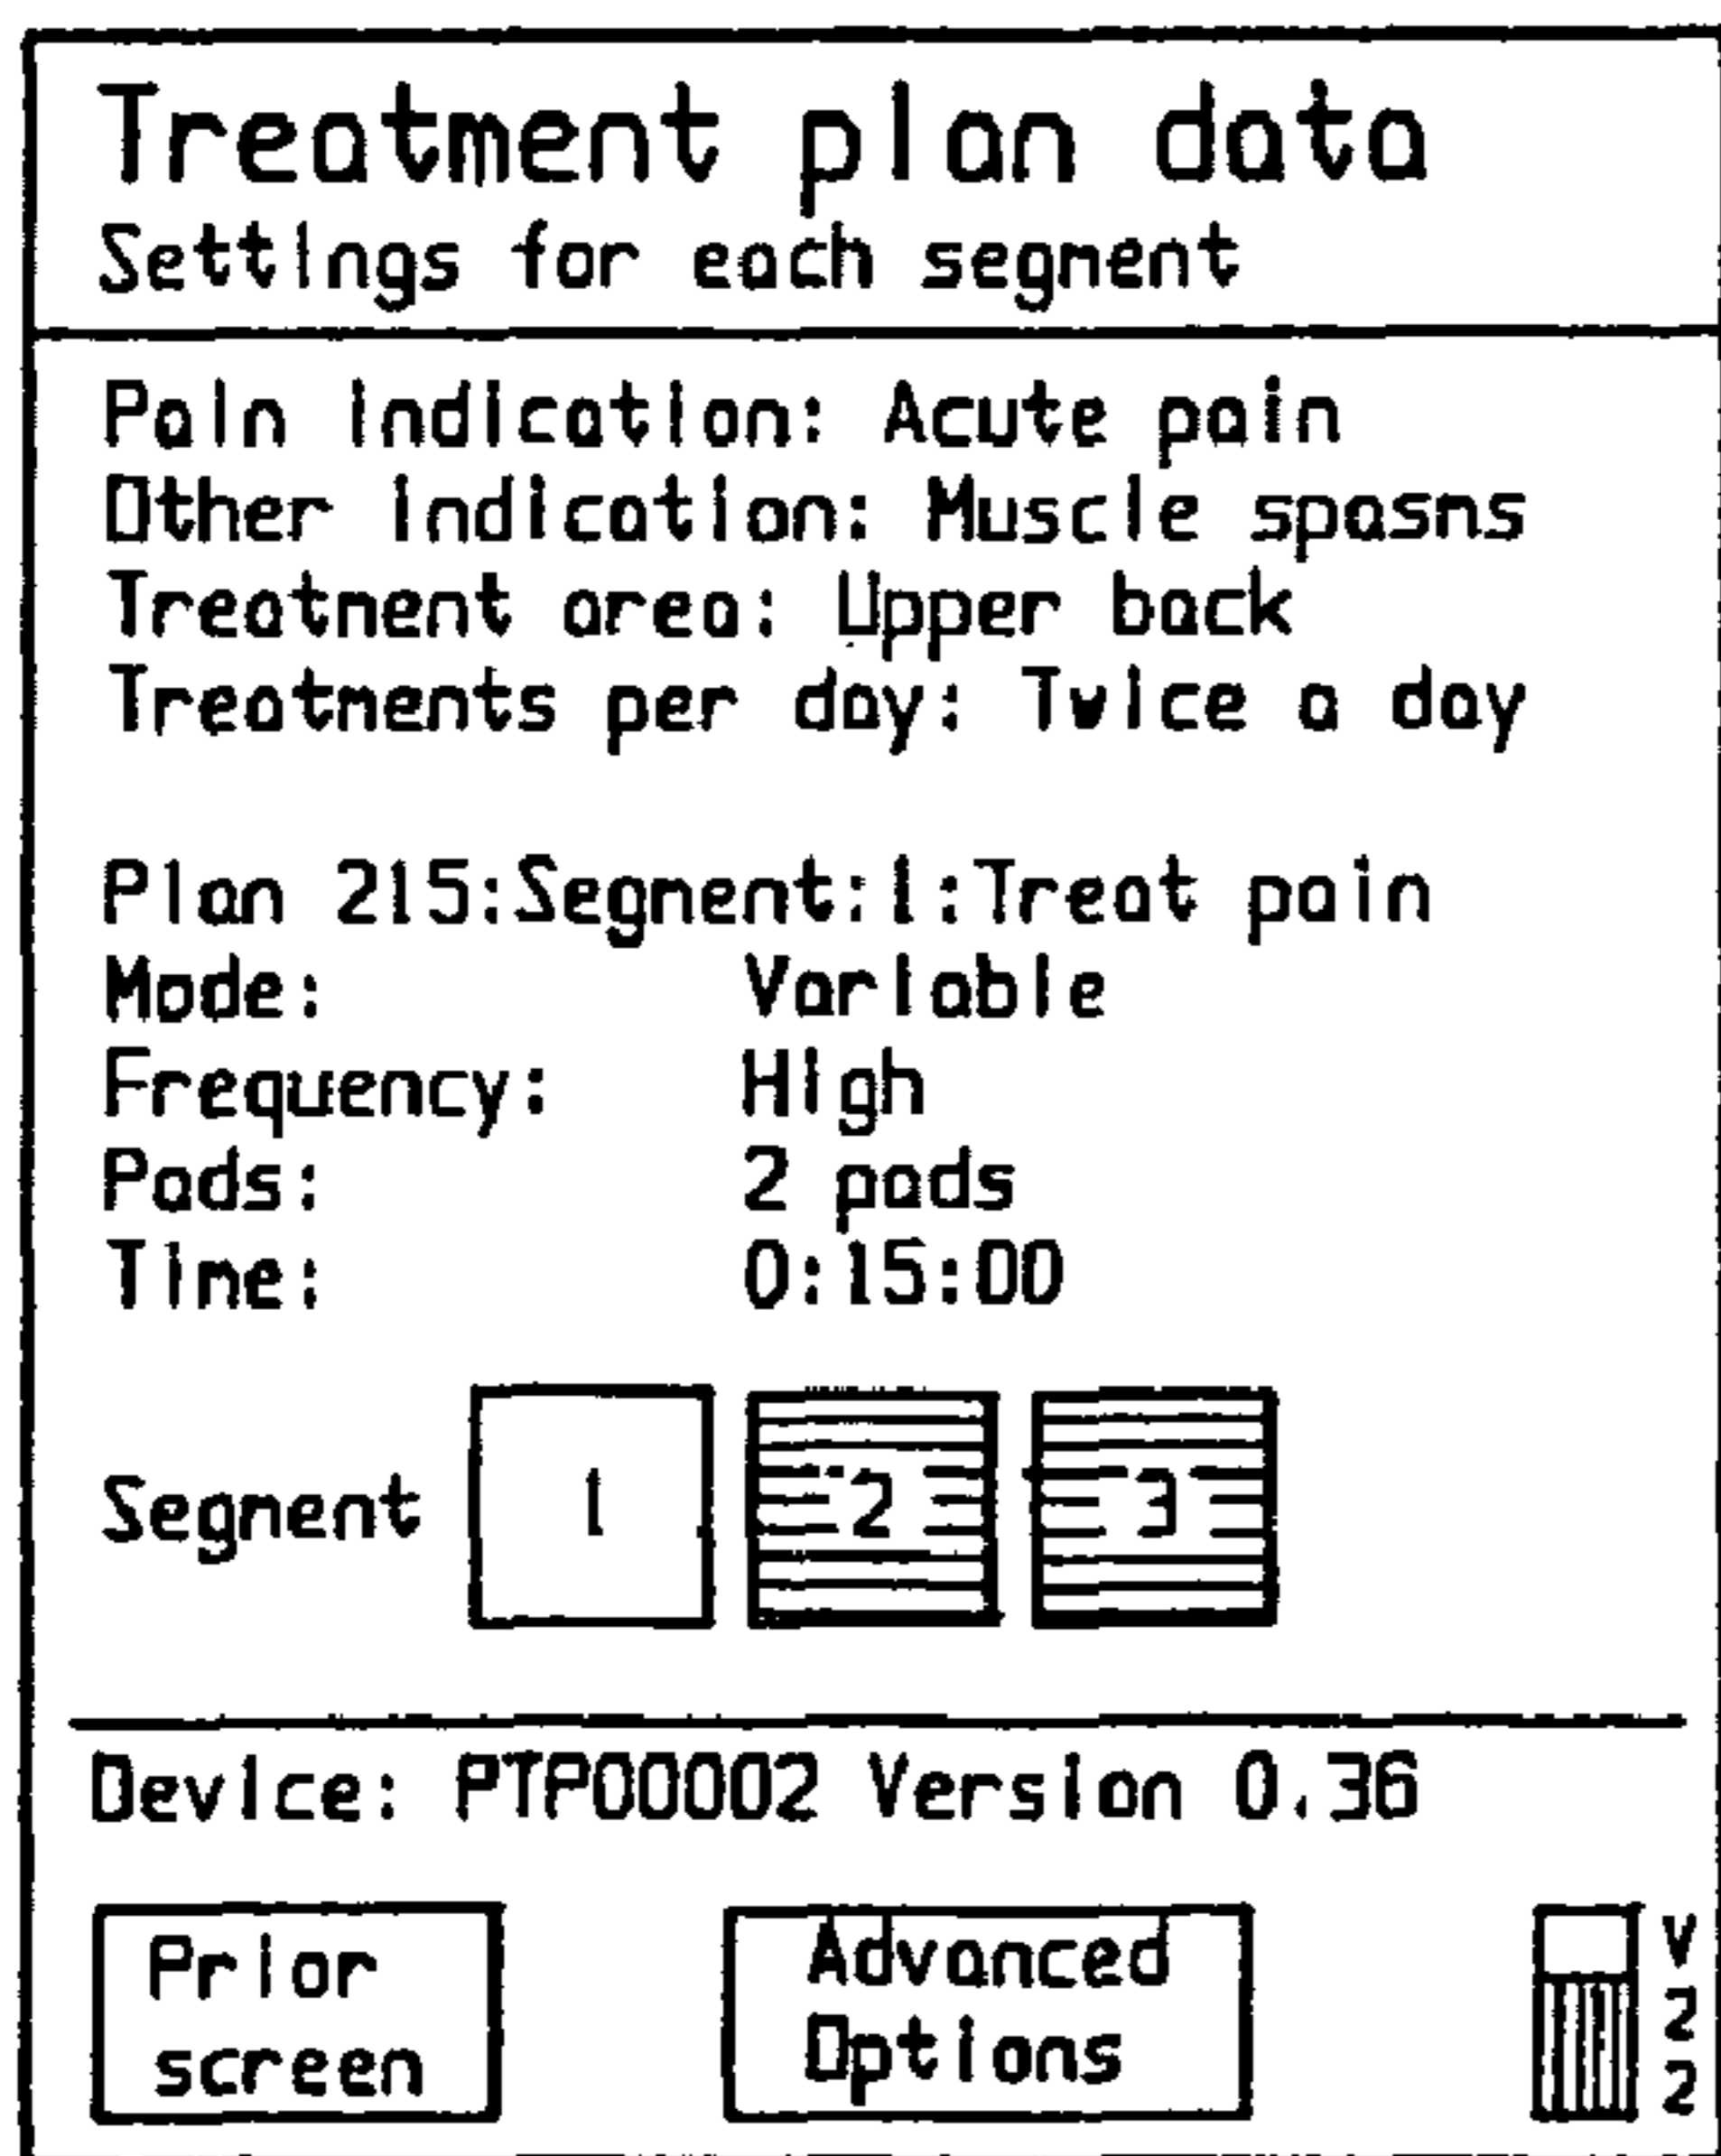 Treatment plan data
Settings for each segment
Pain indication: Acute pain
Other indication: Muscle spasms
Treatment area: Upper back
Treatments per day: Twice a day
Plan 215:Segment:1:Treat pain
Mode: Variable
Frequency: High
Pads: 2 pads
Time: 0:15:00
Segment 1 2 3
Device: PTP00002 Version 0.36
Prior screen
Advanced Options
V
2
2